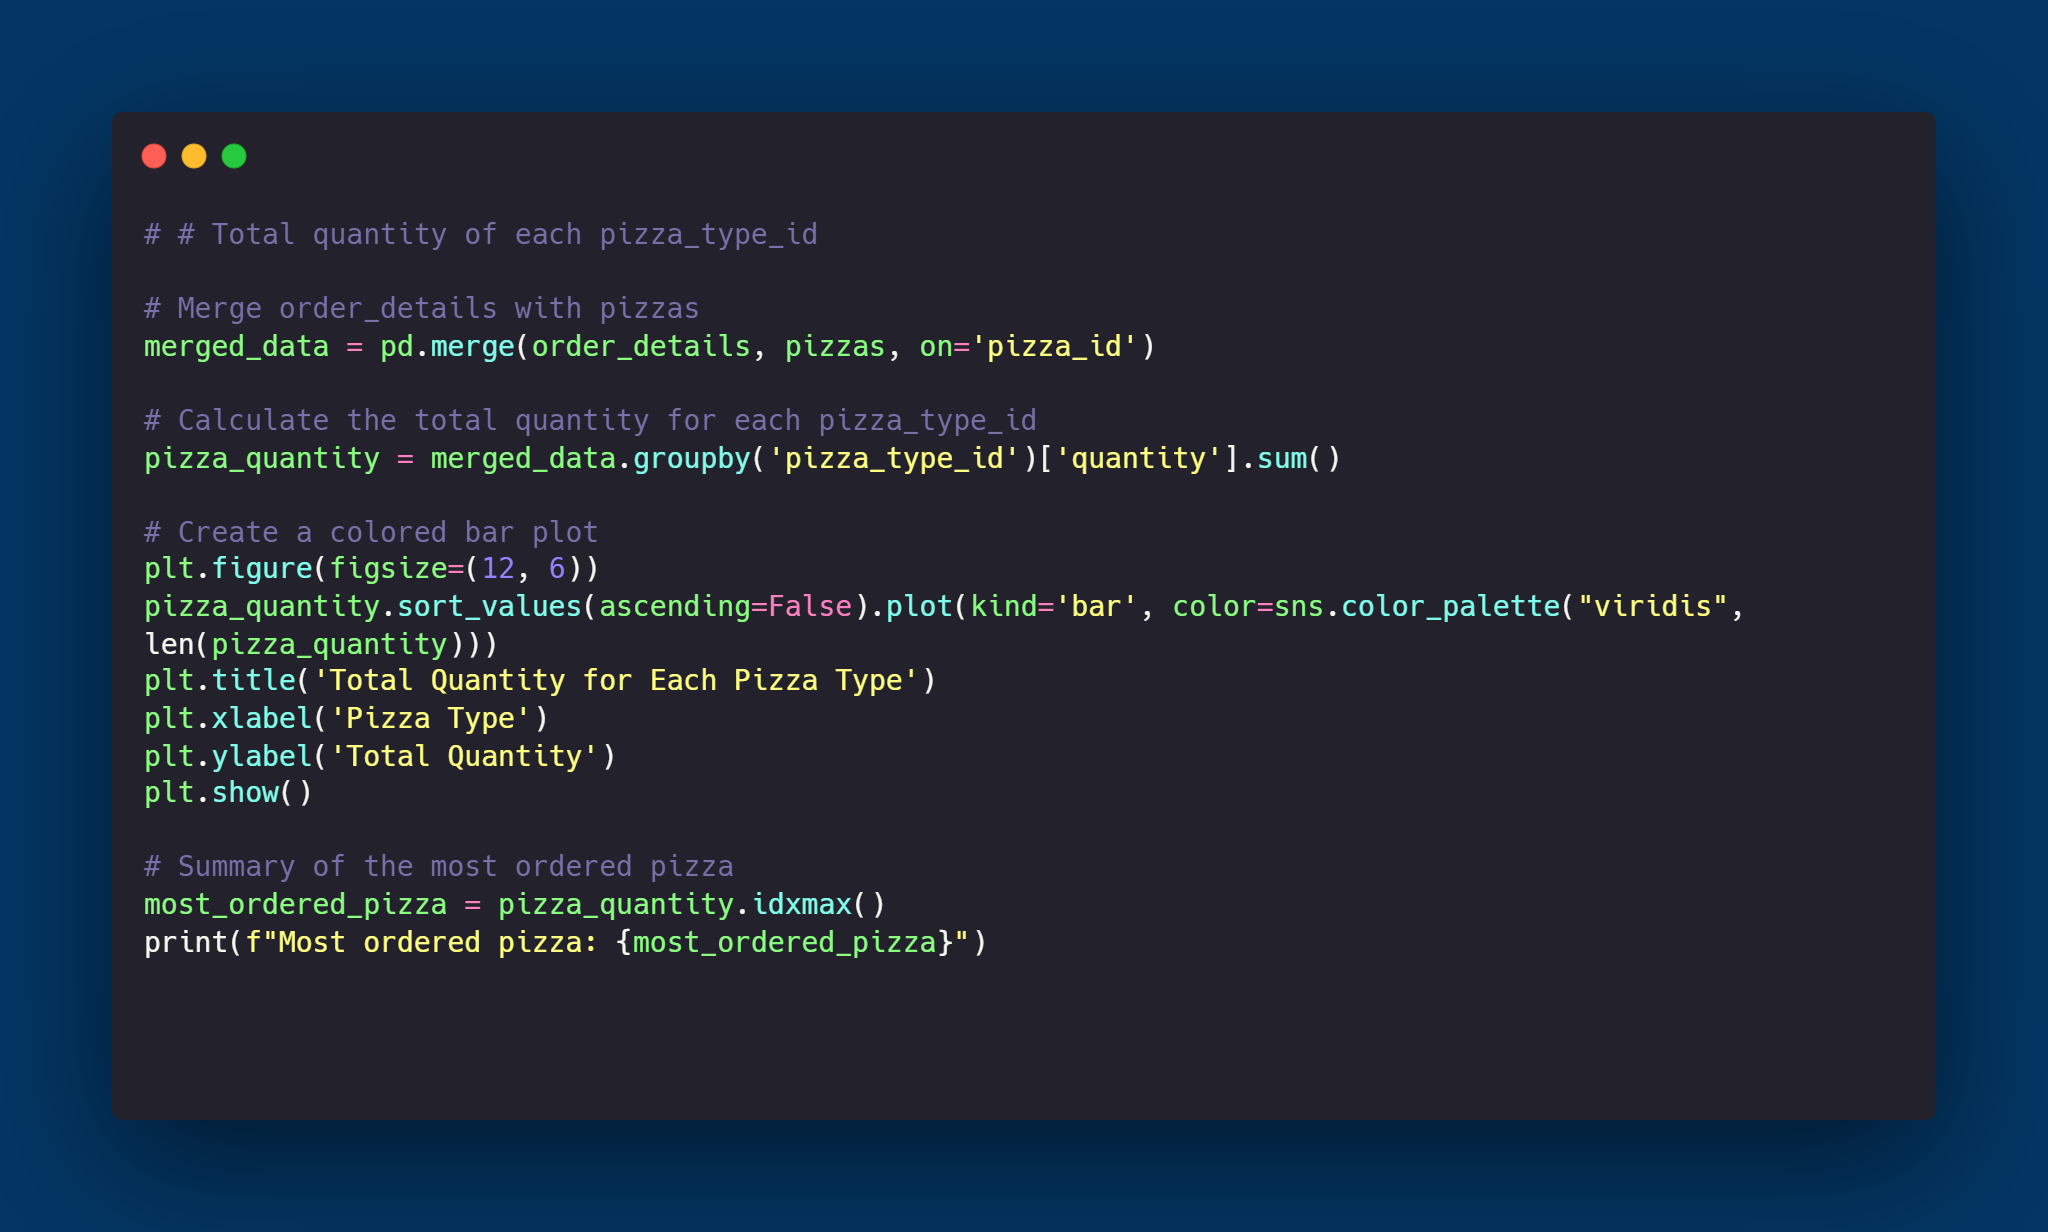 # # Total quantity of each pizza_type_id
# Merge order_details with pizzas
merged_data = pd.merge(order_details, pizzas, on='pizza_id')
# Calculate the total quantity for each pizza_type_id
pizza_quantity = merged_data.groupby('pizza_type_id')['quantity'].sum()
# Create a colored bar plot
plt.figure(figsize=(12, 6))
pizza_quantity.sort_values(ascending=False).plot(kind='bar', color=sns.color_palette("viridis",
len(pizza_quantity)))
plt.title('Total Quantity for Each Pizza Type')
plt.xlabel('Pizza Type')
plt.ylabel('Total Quantity')
plt.show()
# Summary of the most ordered pizza
most_ordered_pizza = pizza_quantity.idxmax()
print(f"Most ordered pizza: {most_ordered_pizza}")